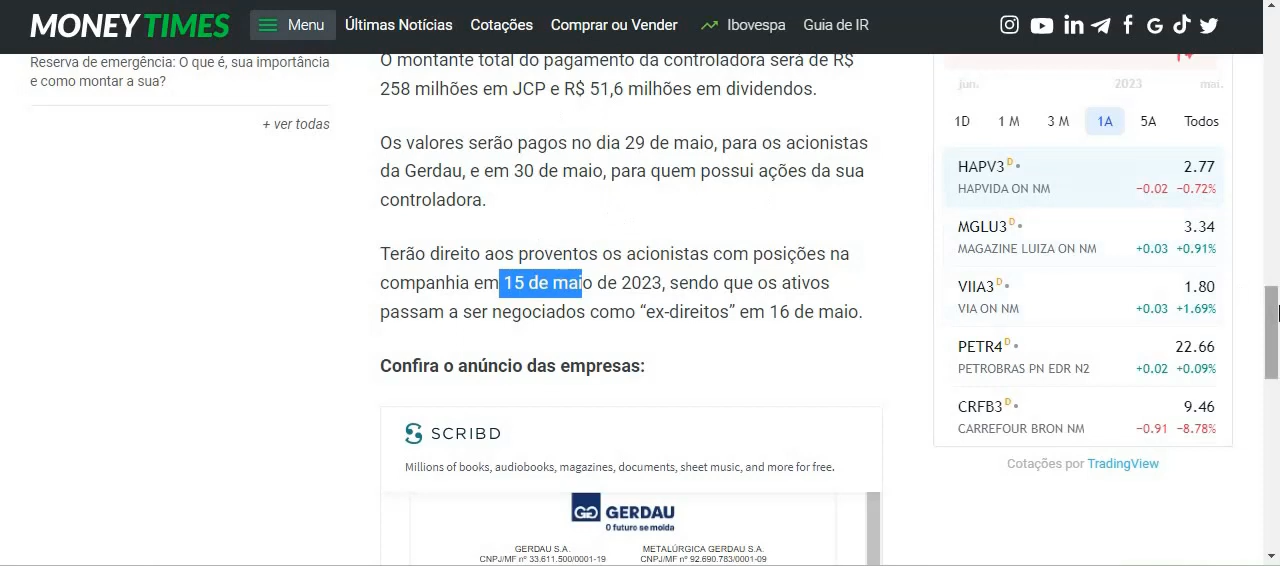 MONEY TIMES Menu Últimas Notícias Cotações Comprar ou Vender Ibovespa Guia de IR
Reserva de emergência: O que é, sua importância
e como montar a sua?
+ ver todas
O montante total do pagamento da controladora será de R$
258 milhões em JCP e R$ 51,6 milhões em dividendos.
Os valores serão pagos no dia 29 de maio, para os acionistas
da Gerdau, e em 30 de maio, para quem possui ações da sua
controladora.
Terão direito aos proventos os acionistas com posições na
companhia em 15 de maio de 2023, sendo que os ativos
passam a ser negociados como “ex-direitos” em 16 de maio.
Confira o anúncio das empresas:
SCRIBD
Millions of books, audiobooks, magazines, documents, sheet music, and more for free.
GERDAU
O futuro se molda
GERDAU S.A. METALÚRGICA GERDAU S.A.
CNPJ/MF nº 33.611.500/0001-19 CNPJ/MF nº 92.690.783/0001-09
jun. 2023 mai.
1D 1 M 3 M 1A 5A Todos
HAPV3 D 2.77
HAPVIDA ON NM −0.02 −0.72%
MGLU3 D 3.34
MAGAZINE LUIZA ON NM +0.03 +0.91%
VIIA3 D 1.80
VIA ON NM +0.03 +1.69%
PETR4 D 22.66
PETROBRAS PN EDR N2 +0.02 +0.09%
CRFB3 D 9.46
CARREFOUR BRON NM −0.91 −8.78%
Cotações por TradingView